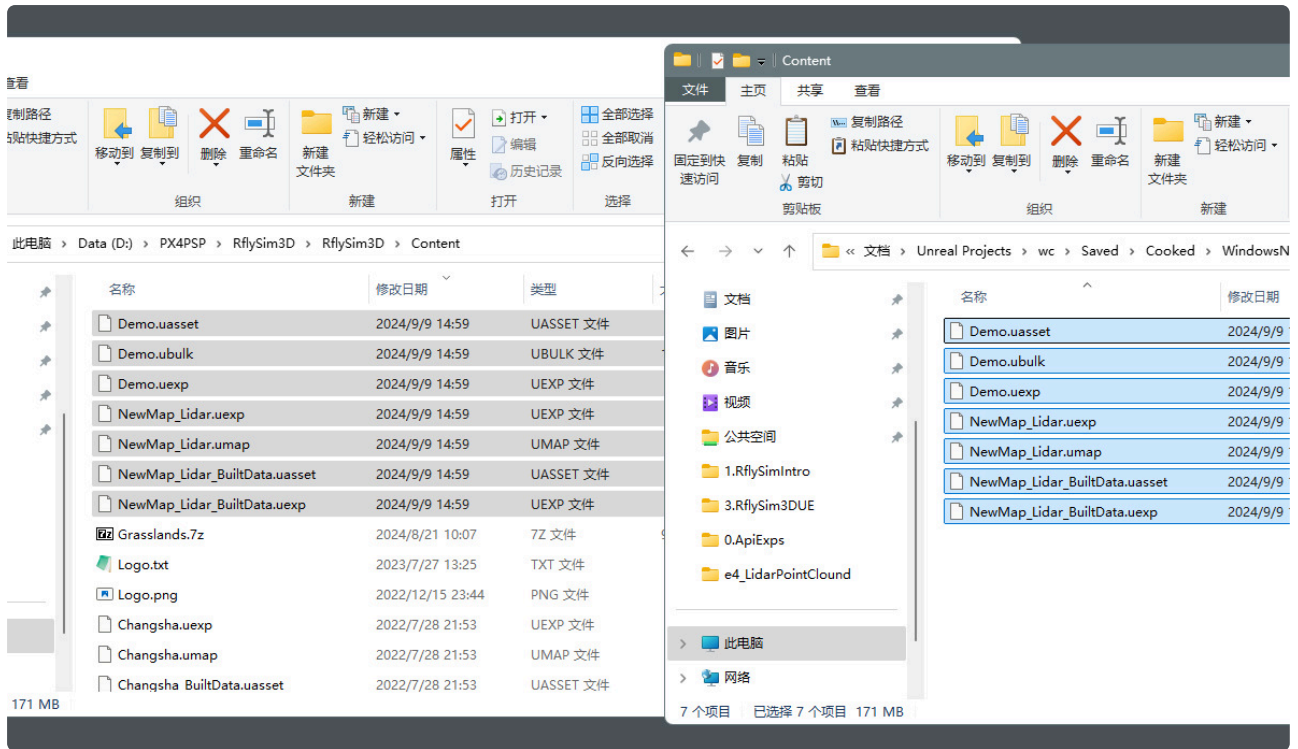 查看
复制路径
粘贴快捷方式
移动到 复制到 删除 重命名
新建
文件夹
新建
轻松访问
属性
打开
编辑
历史记录
全部选择
全部取消
反向选择
组织 新建 打开 选择
此电脑 › Data (D:) › PX4PSP › RflySim3D › RflySim3D › Content
名称 修改日期 类型
Demo.uasset 2024/9/9 14:59 UASSET 文件
Demo.ubulk 2024/9/9 14:59 UBULK 文件
Demo.uexp 2024/9/9 14:59 UEXP 文件
NewMap_Lidar.uexp 2024/9/9 14:59 UEXP 文件
NewMap_Lidar.umap 2024/9/9 14:59 UMAP 文件
NewMap_Lidar_BuiltData.uasset 2024/9/9 14:59 UASSET 文件
NewMap_Lidar_BuiltData.uexp 2024/9/9 14:59 UEXP 文件
Grasslands.7z 2024/8/21 10:07 7Z 文件
Logo.txt 2023/7/27 13:25 TXT 文件
Logo.png 2022/12/15 23:44 PNG 文件
Changsha.uexp 2022/7/28 21:53 UEXP 文件
Changsha.umap 2022/7/28 21:53 UMAP 文件
Changsha BuiltData.uasset 2022/7/28 21:53 UASSET 文件
171 MB
Content
文件 主页 共享 查看
固定到快
速访问
复制
粘贴
复制路径
粘贴快捷方式
剪切
移动到 复制到 删除 重命名
新建
文件夹
新建
轻松访问
剪贴板 组织 新建
« 文档 › Unreal Projects › wc › Saved › Cooked › WindowsN
文档
图片
音乐
视频
公共空间
1.RflySimIntro
3.RflySim3DUE
0.ApiExps
e4_LidarPointClound
此电脑
网络
名称 修改日期
Demo.uasset 2024/9/9
Demo.ubulk 2024/9/9
Demo.uexp 2024/9/9
NewMap_Lidar.uexp 2024/9/9
NewMap_Lidar.umap 2024/9/9
NewMap_Lidar_BuiltData.uasset 2024/9/9
NewMap_Lidar_BuiltData.uexp 2024/9/9
7 个项目 已选择 7 个项目 171 MB